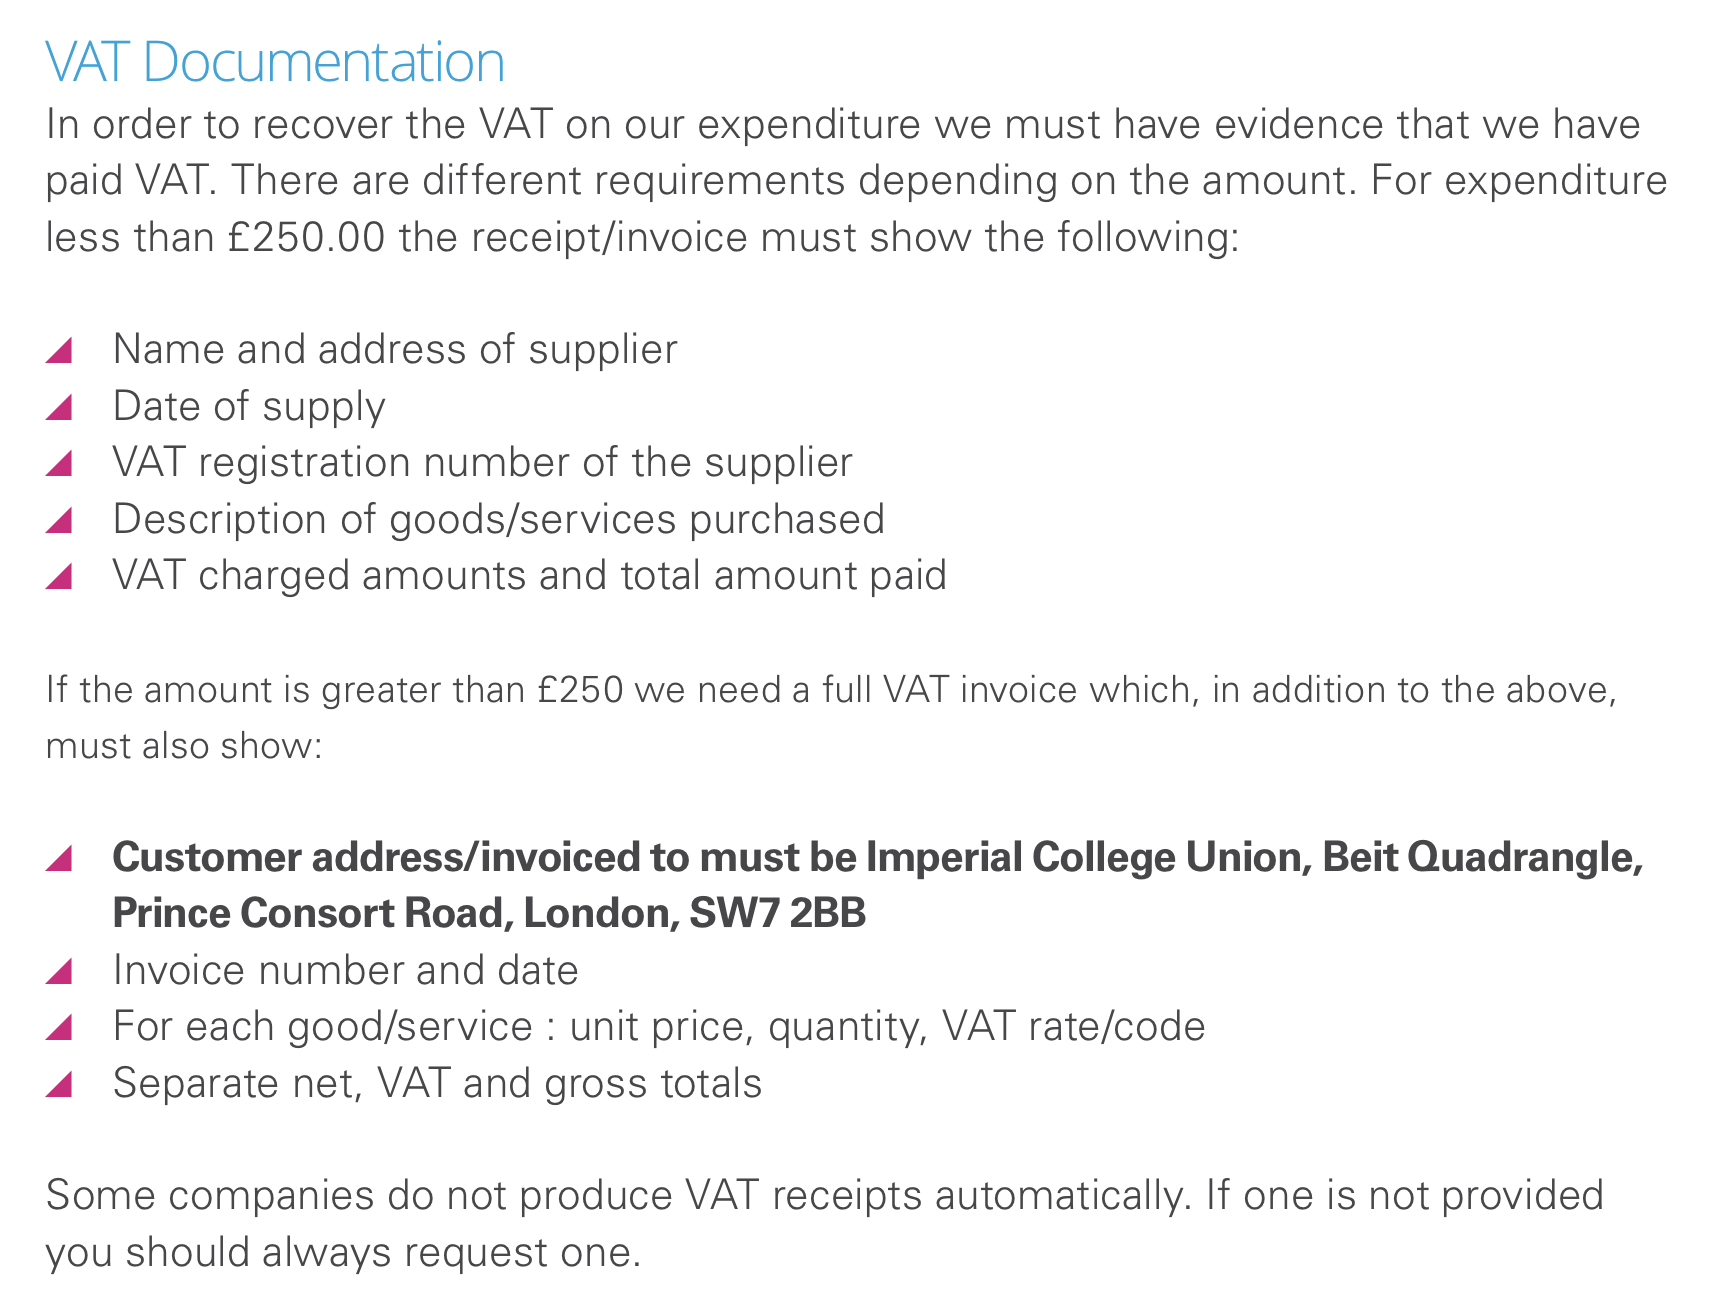 VAT Documentation
In order to recover the VAT on our expenditure we must have evidence that we have
paid VAT. There are different requirements depending on the amount. For expenditure
less than £250.00 the receipt/invoice must show the following:
Name and address of supplier
Date of supply
VAT registration number of the supplier
Description of goods/services purchased
VAT charged amounts and total amount paid
If the amount is greater than £250 we need a full VAT invoice which, in addition to the above,
must also show:
Customer address/invoiced to must be Imperial College Union, Beit Quadrangle,
Prince Consort Road, London, SW7 2BB
Invoice number and date
For each good/service : unit price, quantity, VAT rate/code
Separate net, VAT and gross totals
Some companies do not produce VAT receipts automatically. If one is not provided
you should always request one.